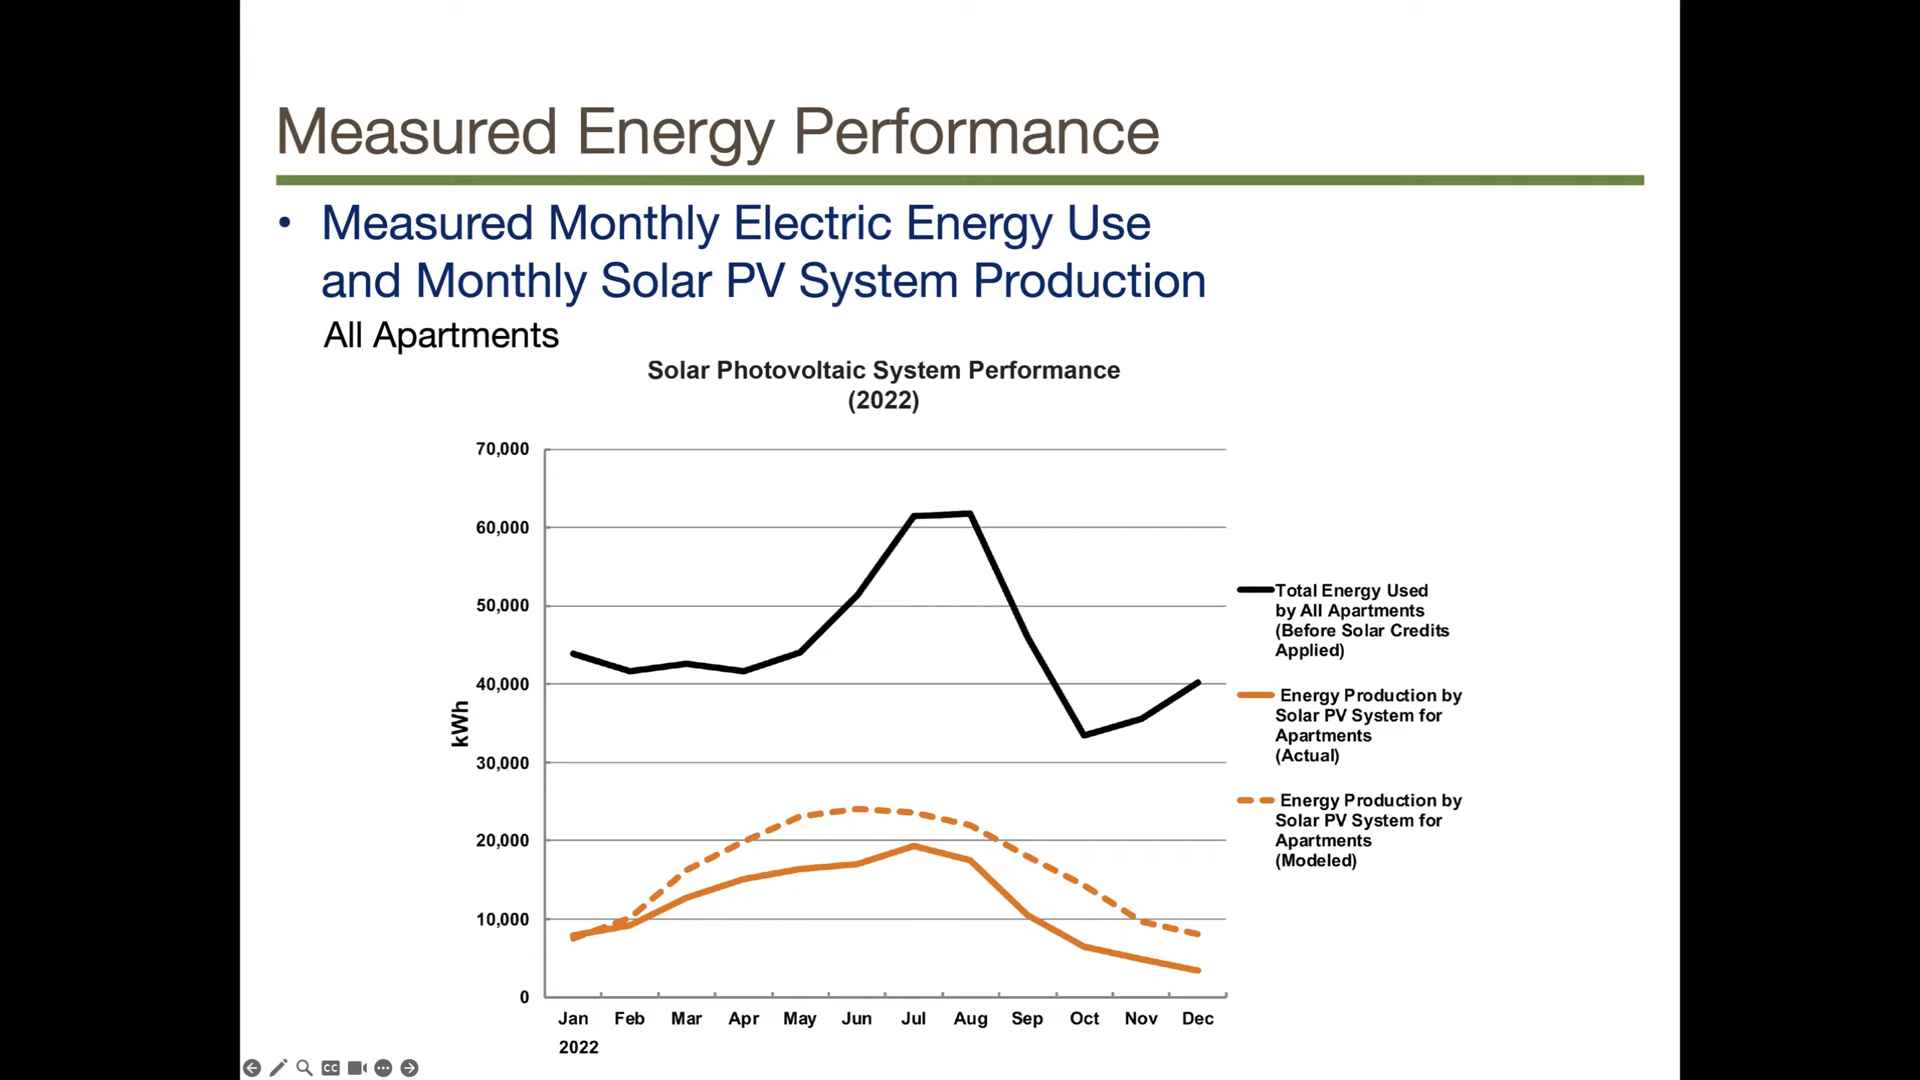 Measured Energy Performance
• Measured Monthly Electric Energy Use
and Monthly Solar PV System Production
All Apartments
Solar Photovoltaic System Performance
(2022)
70,000
60,000
50,000
40,000
30,000
20,000
10,000
0
kWh
Jan Feb Mar Apr May Jun Jul Aug Sep Oct Nov Dec
2022
Total Energy Used
by All Apartments
(Before Solar Credits
Applied)
Energy Production by
Solar PV System for
Apartments
(Actual)
Energy Production by
Solar PV System for
Apartments
(Modeled)
CC